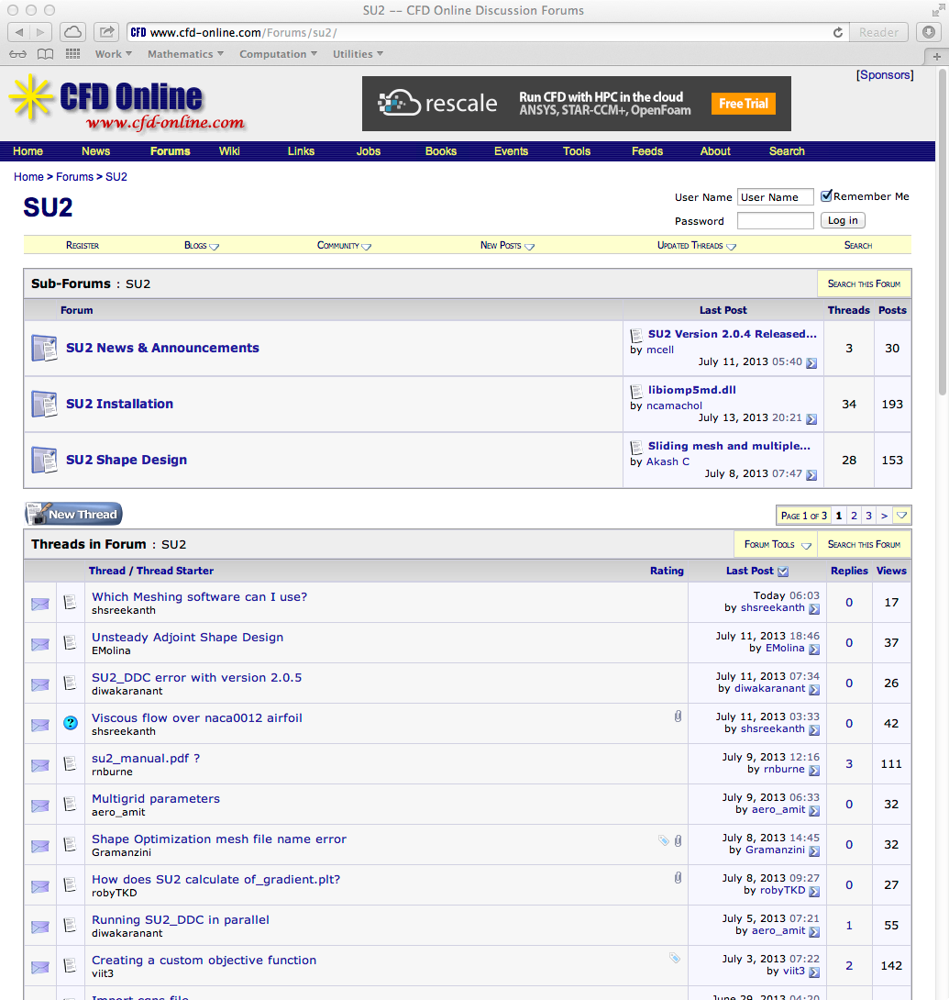 SU2 -- CFD Online Discussion Forums
CFD www.cfd-online.com/Forums/su2/
Reader
Work Mathematics Computation Utilities
CFD Online
www.cfd-online.com
rescale
Run CFD with HPC in the cloud
ANSYS, STAR-CCM+, OpenFoam
Free Trial
[Sponsors]
Home News Forums Wiki Links Jobs Books Events Tools Feeds About Search
Home > Forums > SU2
SU2
User Name User Name Remember Me
Password Log in
Register Blogs Community New Posts Updated Threads Search
Sub-Forums : SU2 Search this Forum
Forum Last Post Threads Posts
SU2 News & Announcements
SU2 Version 2.0.4 Released...
by mcell
July 11, 2013 05:40
3 30
SU2 Installation
libiomp5md.dll
by ncamachol
July 13, 2013 20:21
34 193
SU2 Shape Design
Sliding mesh and multiple...
by Akash C
July 8, 2013 07:47
28 153
New Thread
Page 1 of 3 1 2 3 >
Threads in Forum : SU2 Forum Tools Search this Forum
Thread / Thread Starter Rating Last Post Replies Views
Which Meshing software can I use?
shsreekanth
Today 06:03
by shsreekanth
0 17
Unsteady Adjoint Shape Design
EMolina
July 11, 2013 18:46
by EMolina
0 37
SU2_DDC error with version 2.0.5
diwakaranant
July 11, 2013 07:34
by diwakaranant
0 26
?
Viscous flow over naca0012 airfoil
shsreekanth
July 11, 2013 03:33
by shsreekanth
0 42
su2_manual.pdf ?
rnburne
July 9, 2013 12:16
by rnburne
3 111
Multigrid parameters
aero_amit
July 9, 2013 06:33
by aero_amit
0 32
Shape Optimization mesh file name error
Gramanzini
July 8, 2013 14:45
by Gramanzini
0 32
How does SU2 calculate of_gradient.plt?
robyTKD
July 8, 2013 09:27
by robyTKD
0 27
Running SU2_DDC in parallel
diwakaranant
July 5, 2013 07:21
by aero_amit
1 55
Creating a custom objective function
viit3
July 3, 2013 07:22
by viit3
2 142
Import cgns file
June 29, 2013 04:20